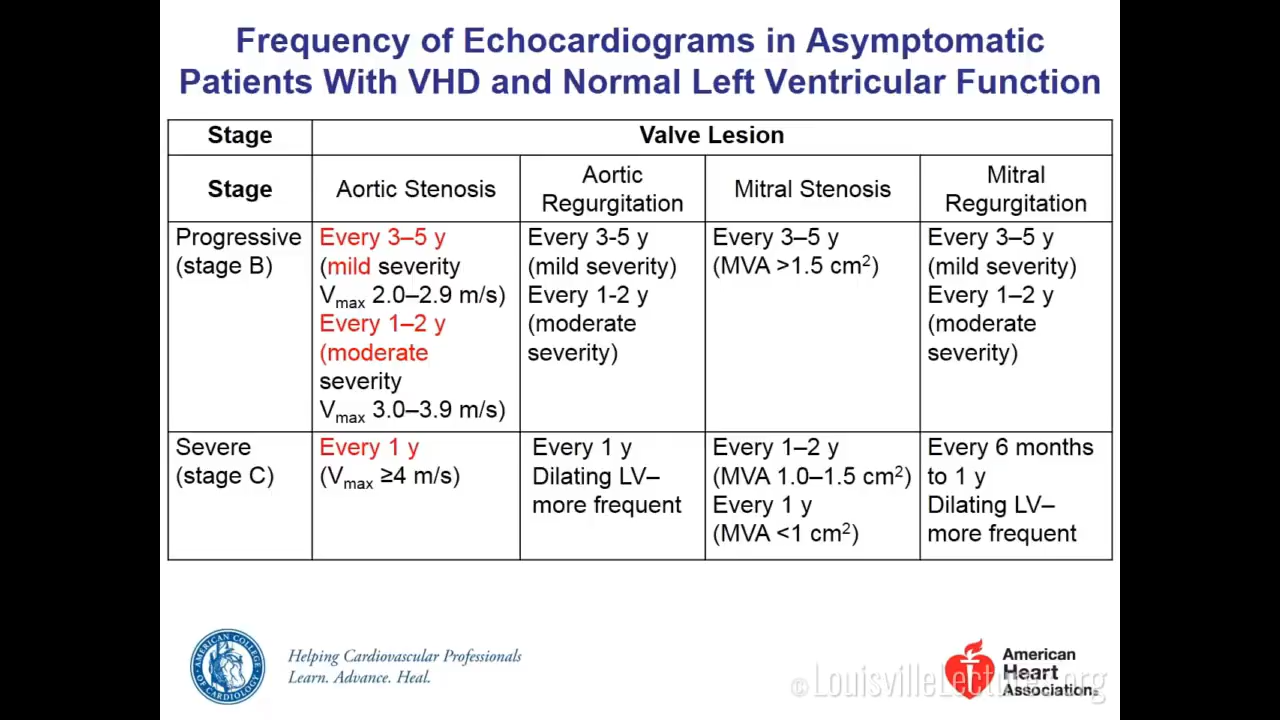 Frequency of Echocardiograms in Asymptomatic
Patients With VHD and Normal Left Ventricular Function
Stage
Valve Lesion
Stage
Aortic Stenosis
Aortic
Regurgitation
Mitral Stenosis
Mitral
Regurgitation
Progressive
(stage B)
Every 3–5 y
(mild severity
Vmax 2.0–2.9 m/s)
Every 1–2 y
(moderate
severity
Vmax 3.0–3.9 m/s)
Every 3-5 y
(mild severity)
Every 1-2 y
(moderate
severity)
Every 3–5 y
(MVA >1.5 cm²)
Every 3–5 y
(mild severity)
Every 1–2 y
(moderate
severity)
Severe
(stage C)
Every 1 y
(Vmax ≥4 m/s)
Every 1 y
Dilating LV–
more frequent
Every 1–2 y
(MVA 1.0–1.5 cm²)
Every 1 y
(MVA <1 cm²)
Every 6 months
to 1 y
Dilating LV–
more frequent
AMERICAN COLLEGE
of CARDIOLOGY
Helping Cardiovascular Professionals
Learn. Advance. Heal.
American
Heart
Association®